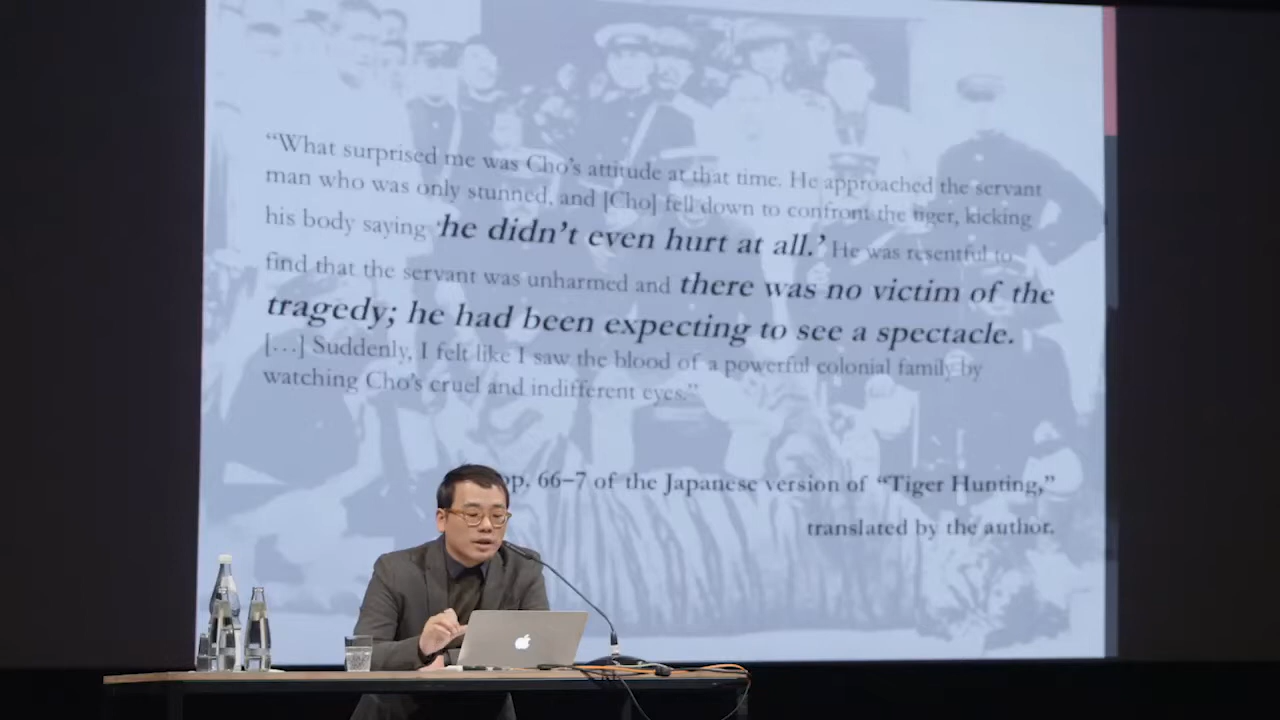 “What surprised me was Cho’s attitude at that time. He approached the servant
man who was only stunned, and [Cho] fell down to confront the tiger, kicking
his body saying ‘he didn’t even hurt at all.’ He was resentful to
find that the servant was unharmed and there was no victim of the
tragedy; he had been expecting to see a spectacle.
[…] Suddenly, I felt like I saw the blood of a powerful colonial family by
watching Cho’s cruel and indifferent eyes.”
pp. 66–7 of the Japanese version of “Tiger Hunting,”
translated by the author.